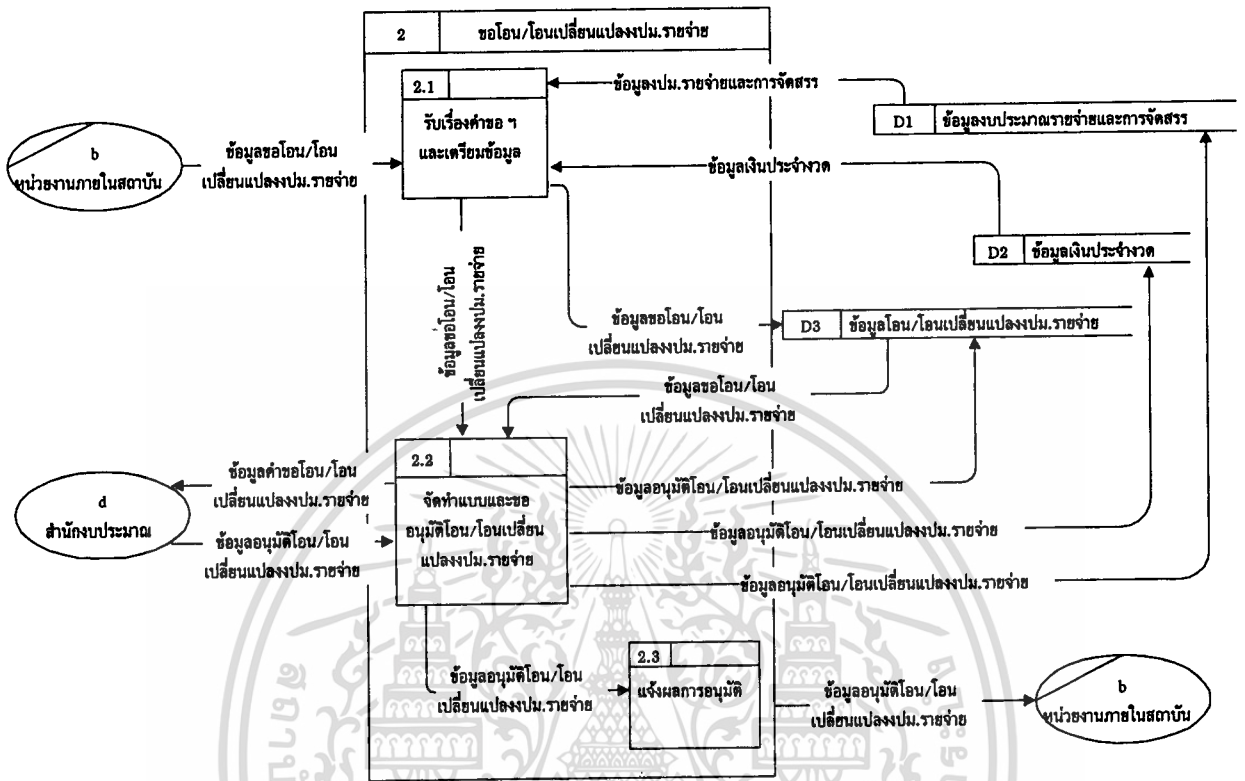 2 ขอโอน/โอนเปลี่ยนแปลงงปม.รายจ่าย
2.1
รับเรื่องคำขอ ฯ
และเตรียมข้อมูล
ข้อมูลงปม.รายจ่ายและการจัดสรร
D1 ข้อมูลงบประมาณรายจ่ายและการจัดสรร
b
หน่วยงานภายในสถาบัน
ข้อมูลขอโอน/โอน
เปลี่ยนแปลงงปม.รายจ่าย
ข้อมูลเงินประจำงวด
D2 ข้อมูลเงินประจำงวด
ข้อมูลขอโอน/โอน
เปลี่ยนแปลงงปม.รายจ่าย
ข้อมูลขอโอน/โอน
เปลี่ยนแปลงงปม.รายจ่าย
D3 ข้อมูลโอน/โอนเปลี่ยนแปลงงปม.รายจ่าย
ข้อมูลขอโอน/โอน
เปลี่ยนแปลงงปม.รายจ่าย
2.2
จัดทำแบบและขอ
อนุมัติโอน/โอนเปลี่ยน
แปลงงปม.รายจ่าย
d
สำนักงบประมาณ
ข้อมูลคำขอโอน/โอน
เปลี่ยนแปลงงปม.รายจ่าย
ข้อมูลอนุมัติโอน/โอน
เปลี่ยนแปลงงปม.รายจ่าย
ข้อมูลอนุมัติโอน/โอนเปลี่ยนแปลงงปม.รายจ่าย
ข้อมูลอนุมัติโอน/โอนเปลี่ยนแปลงงปม.รายจ่าย
ข้อมูลอนุมัติโอน/โอนเปลี่ยนแปลงงปม.รายจ่าย
ข้อมูลอนุมัติโอน/โอน
เปลี่ยนแปลงงปม.รายจ่าย
2.3
แจ้งผลการอนุมัติ
ข้อมูลอนุมัติโอน/โอน
เปลี่ยนแปลงงปม.รายจ่าย
b
หน่วยงานภายในสถาบัน